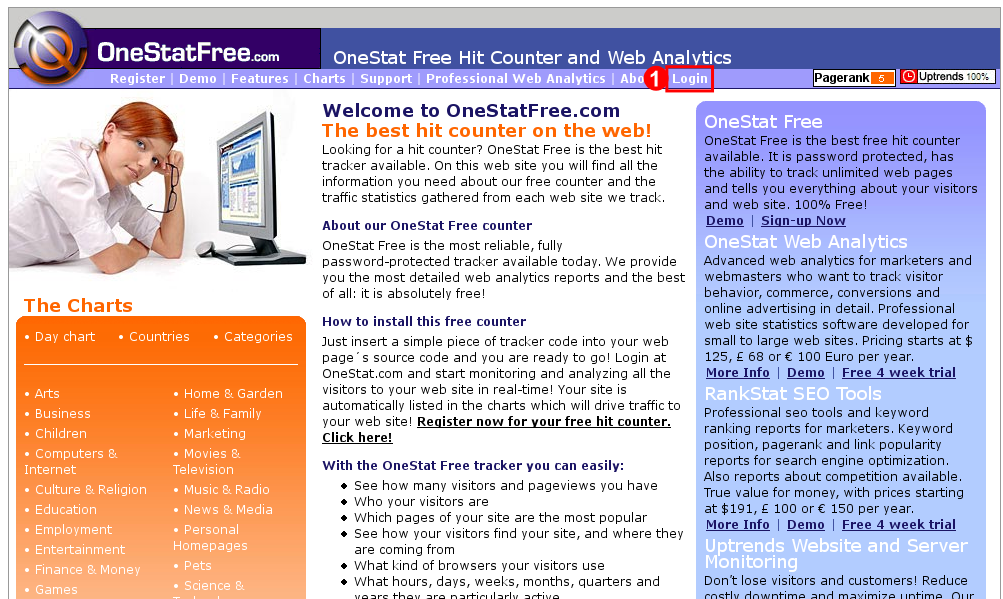 OneStatFree.com
OneStat Free Hit Counter and Web Analytics
Register | Demo | Features | Charts | Support | Professional Web Analytics | Abo 1 Login
Pagerank 5 Uptrends 100%
Welcome to OneStatFree.com
The best hit counter on the web!
Looking for a hit counter? OneStat Free is the best hit
tracker available. On this web site you will find all the
information you need about our free counter and the
traffic statistics gathered from each web site we track.
About our OneStat Free counter
OneStat Free is the most reliable, fully
password-protected tracker available today. We provide
you the most detailed web analytics reports and the best
of all: it is absolutely free!
How to install this free counter
Just insert a simple piece of tracker code into your web
page´s source code and you are ready to go! Login at
OneStat.com and start monitoring and analyzing all the
visitors to your web site in real-time! Your site is
automatically listed in the charts which will drive traffic to
your web site! Register now for your free hit counter.
Click here!
With the OneStat Free tracker you can easily:
See how many visitors and pageviews you have
Who your visitors are
Which pages of your site are the most popular
See how your visitors find your site, and where they
are coming from
What kind of browsers your visitors use
What hours, days, weeks, months, quarters and
years they are particularly active
The Charts
• Day chart • Countries • Categories
• Arts
• Business
• Children
• Computers &
Internet
• Culture & Religion
• Education
• Employment
• Entertainment
• Finance & Money
• Games
• Home & Garden
• Life & Family
• Marketing
• Movies &
Television
• Music & Radio
• News & Media
• Personal
Homepages
• Pets
• Science &
OneStat Free
OneStat Free is the best free hit counter
available. It is password protected, has
the ability to track unlimited web pages
and tells you everything about your visitors
and web site. 100% Free!
Demo | Sign-up Now
OneStat Web Analytics
Advanced web analytics for marketers and
webmasters who want to track visitor
behavior, commerce, conversions and
online advertising in detail. Professional
web site statistics software developed for
small to large web sites. Pricing starts at $
125, £ 68 or € 100 Euro per year.
More Info | Demo | Free 4 week trial
RankStat SEO Tools
Professional seo tools and keyword
ranking reports for marketers. Keyword
position, pagerank and link popularity
reports for search engine optimization.
Also reports about competition available.
True value for money, with prices starting
at $191, £ 100 or € 150 per year.
More Info | Demo | Free 4 week trial
Uptrends Website and Server
Monitoring
Don't lose visitors and customers! Reduce
costly downtime and maximize uptime. Our